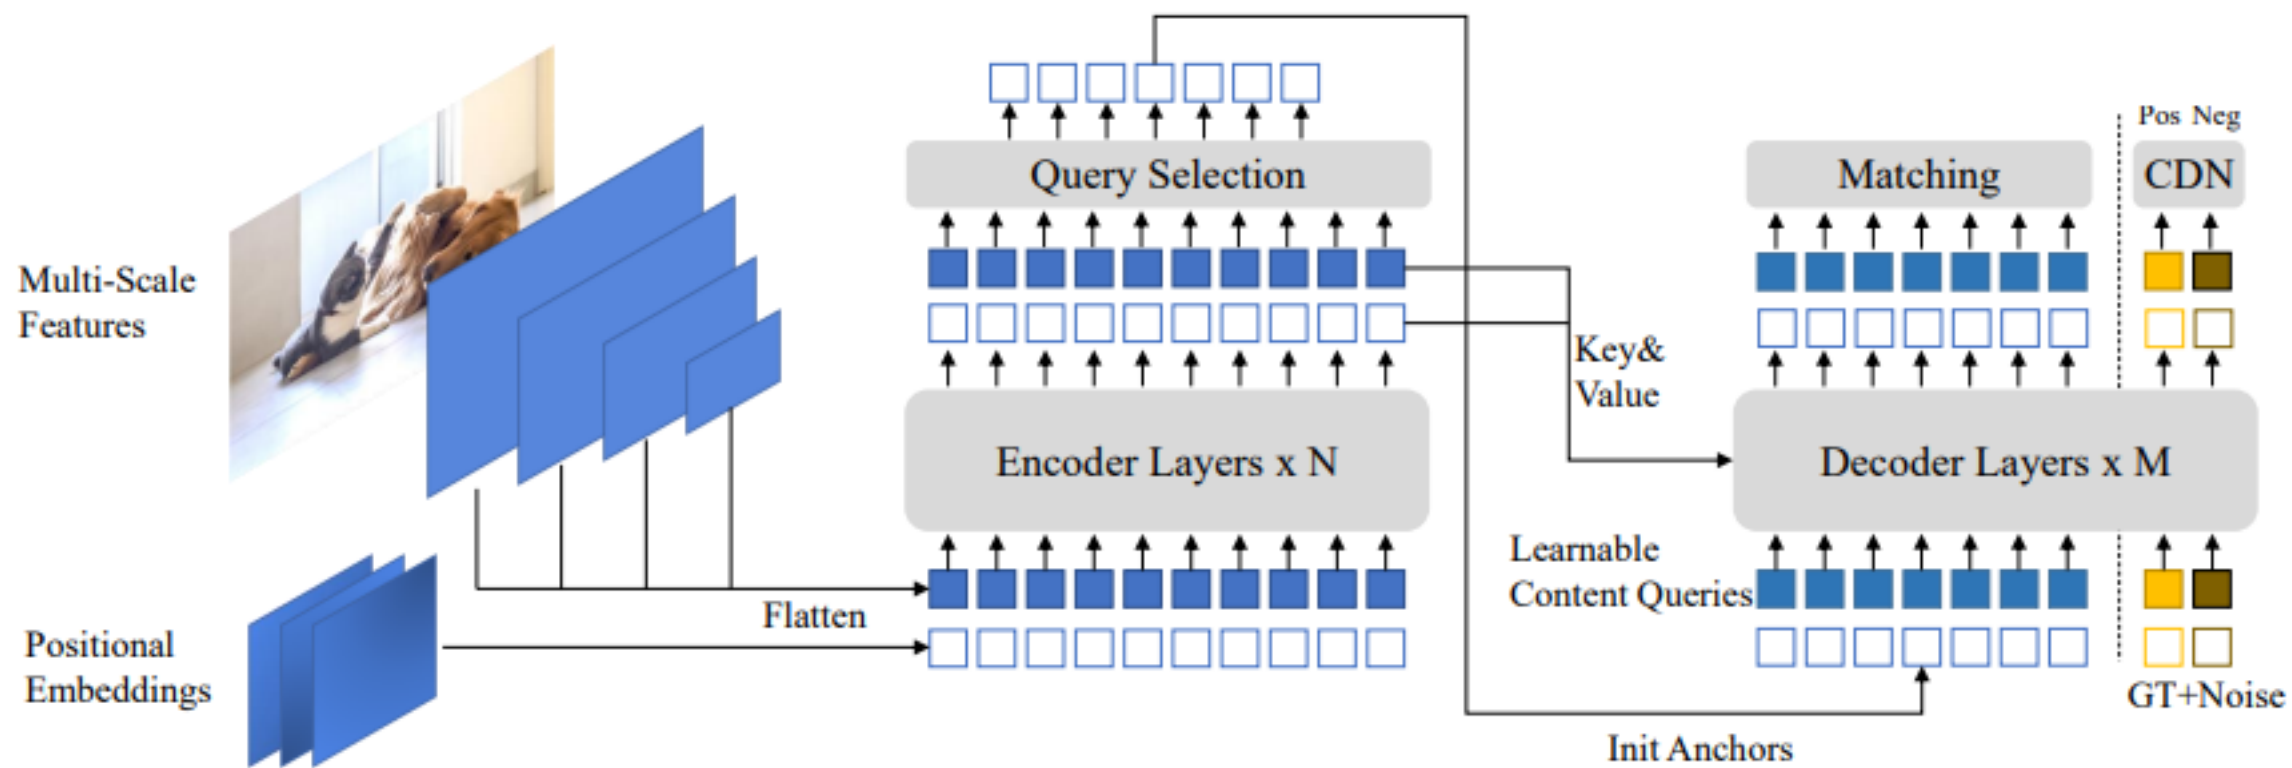 Multi-Scale
Features
Positional
Embeddings
Flatten
Query Selection
Encoder Layers x N
Key&
Value
Learnable
Content Queries
Init Anchors
Matching
Decoder Layers x M
Pos Neg
CDN
GT+Noise